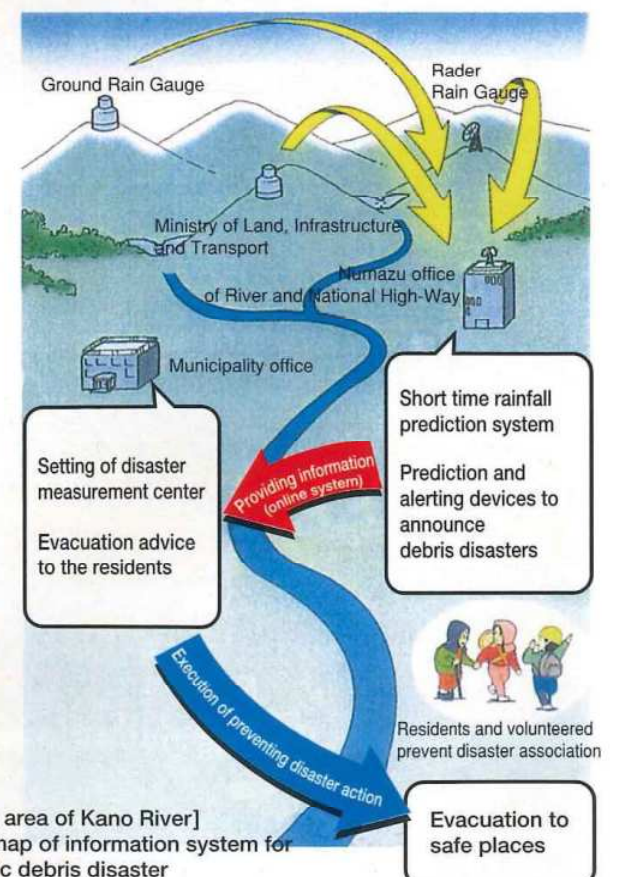 Ground Rain Gauge
Rader
Rain Gauge
Ministry of Land, Infrastructure
and Transport
Numazu office
of River and National High-Way
Municipality office
Short time rainfall
prediction system
Prediction and
alerting devices to
announce
debris disasters
Setting of disaster
measurement center
Evacuation advice
to the residents
Providing information
(online system)
Residents and volunteered
prevent disaster association
Execution of preventing disaster action
Evacuation to
safe places
area of Kano River]
map of information system for
c debris disaster